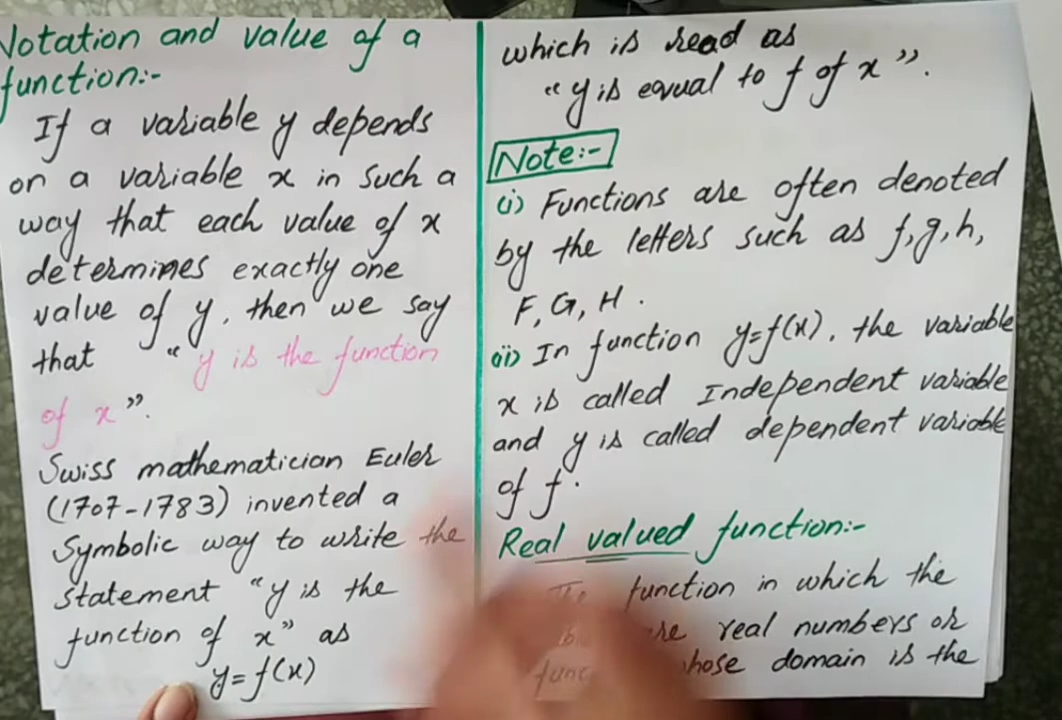 Notation and value of a
function:-
If a variable y depends
on a variable x in such a
way that each value of x
determines exactly one
value of y, then we say
that "y is the function
of x".
Swiss mathematician Euler
(1707-1783) invented a
Symbolic way to write the
statement "y is the
function of x" as
y=f(x)
which is read as
"y is equal to f of x".
Note:-
(i) Functions are often denoted
by the letters such as f,g,h,
F, G, H.
(ii) In function y=f(x), the variable
x is called Independent variable
and y is called dependent variable
of f.
Real valued function:-
function in which the
are real numbers or
whose domain is the